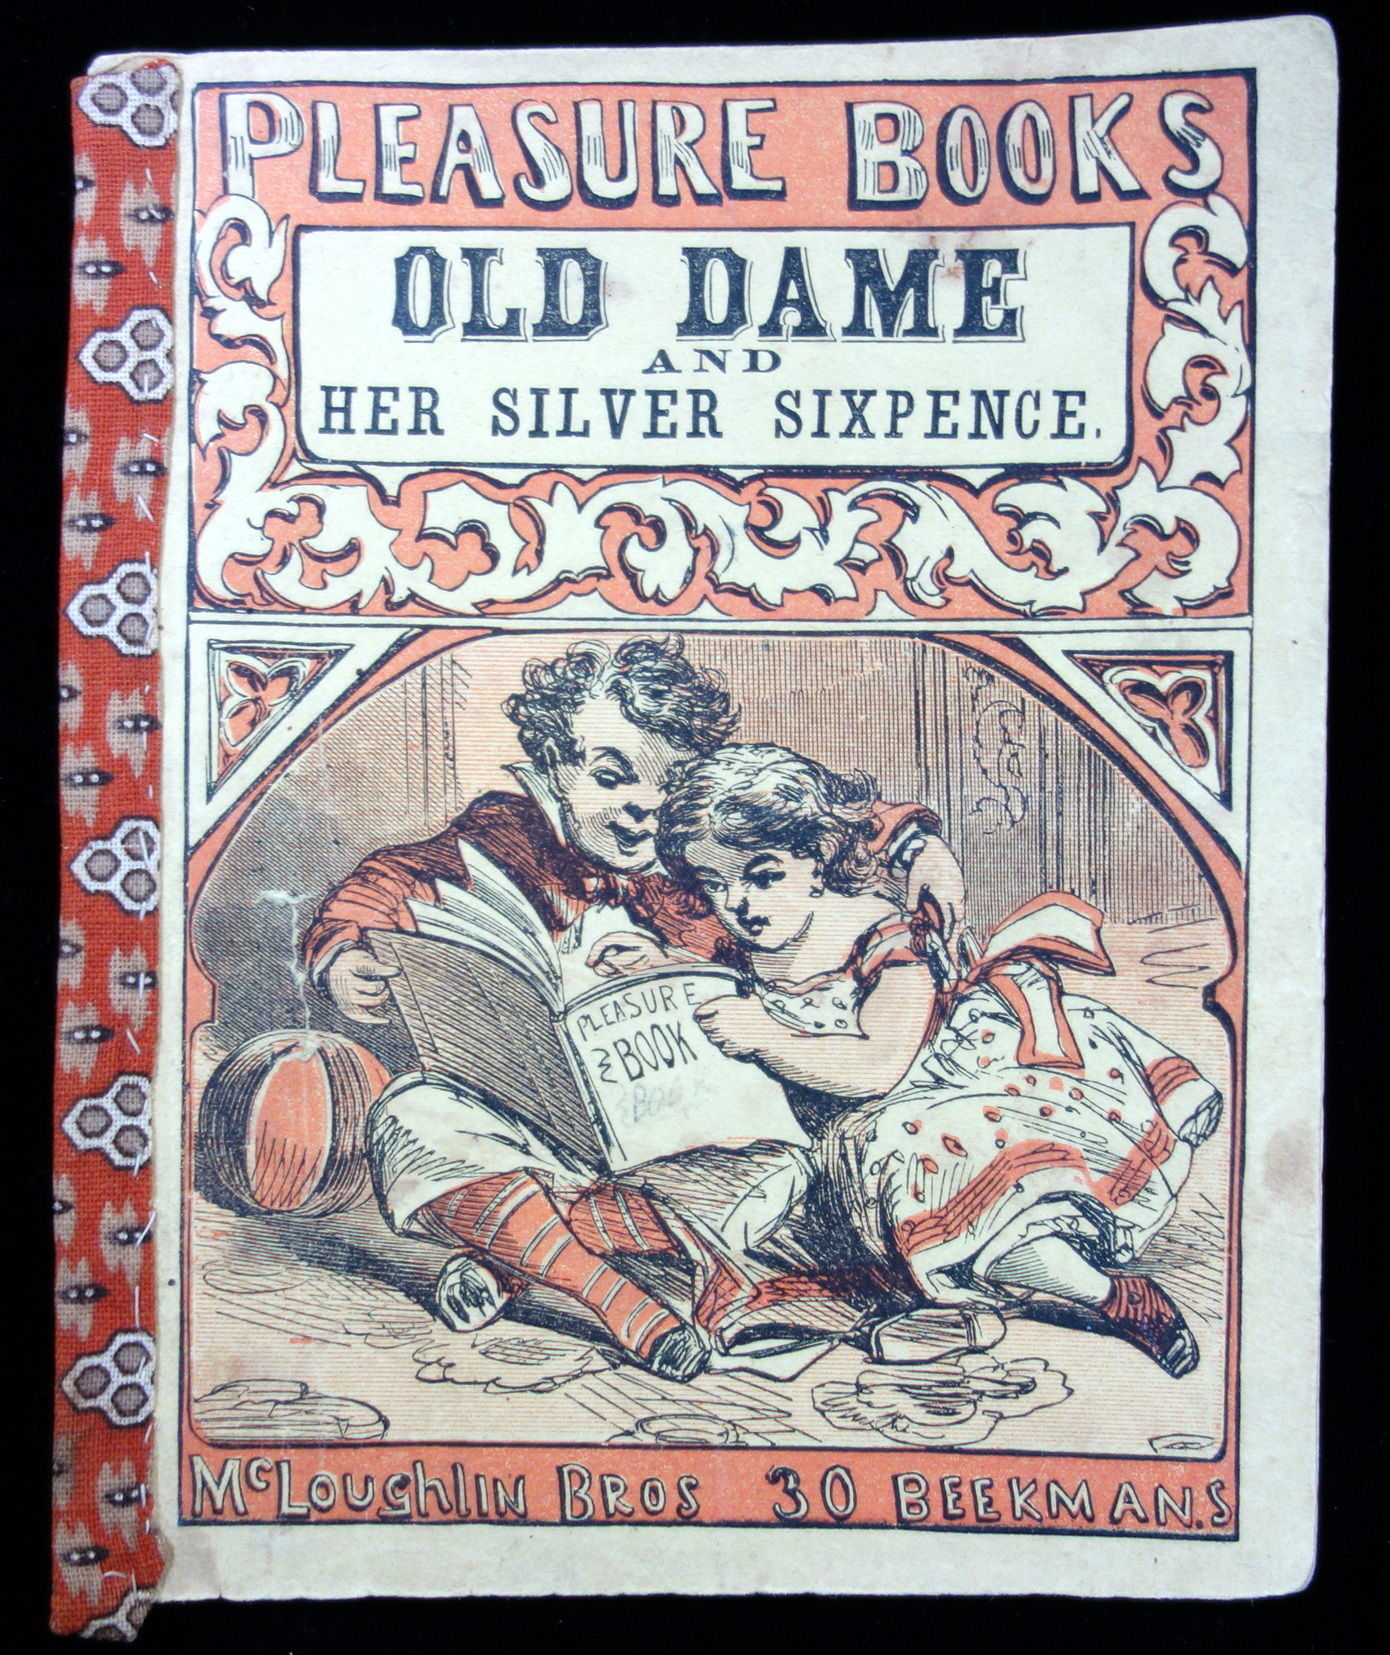 PLEASURE BOOKS
OLD DAME
AND
HER SILVER SIXPENCE.
PLEASURE
BOOK
McLoughlin Bros 30 Beekman.S